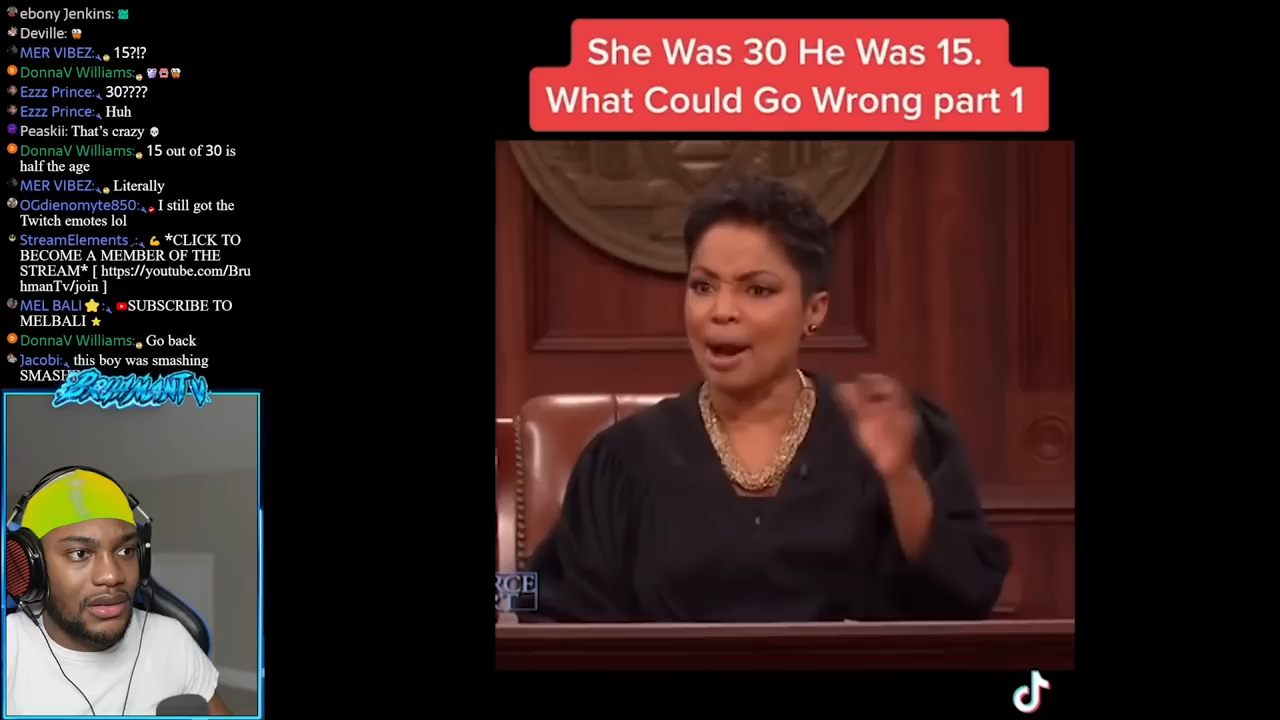 ebony Jenkins:
Deville:
MER VIBEZ: 15?!?
DonnaV Williams:
Ezzz Prince: 30????
Ezzz Prince: Huh
Peaskii: That's crazy
DonnaV Williams: 15 out of 30 is
half the age
MER VIBEZ: Literally
OGdienomyte850: I still got the
Twitch emotes lol
StreamElements : *CLICK TO
BECOME A MEMBER OF THE
STREAM* [ https://youtube.com/Bru
hmanTv/join ]
MEL BALI : SUBSCRIBE TO
MELBALI
DonnaV Williams: Go back
Jacobi: this boy was smashing
BRUHMANTV
She Was 30 He Was 15.
What Could Go Wrong part 1